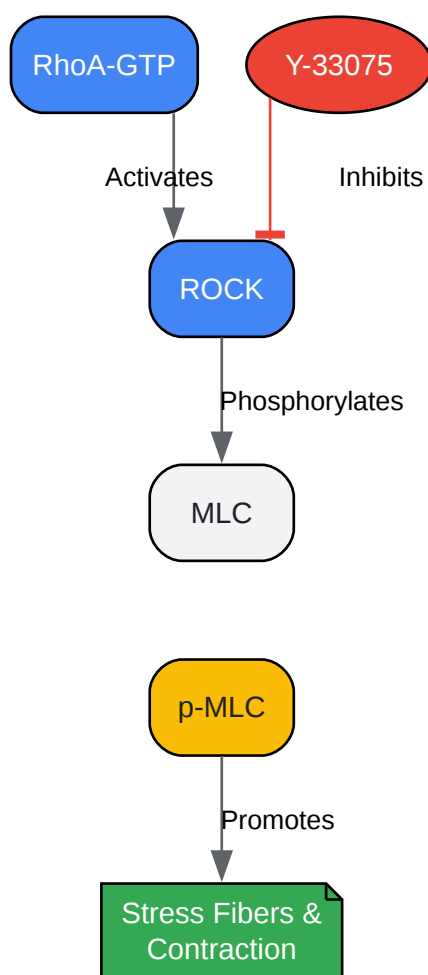 RhoA-GTP
Y-33075
Activates
Inhibits
ROCK
Phosphorylates
MLC
p-MLC
Promotes
Stress Fibers &
Contraction